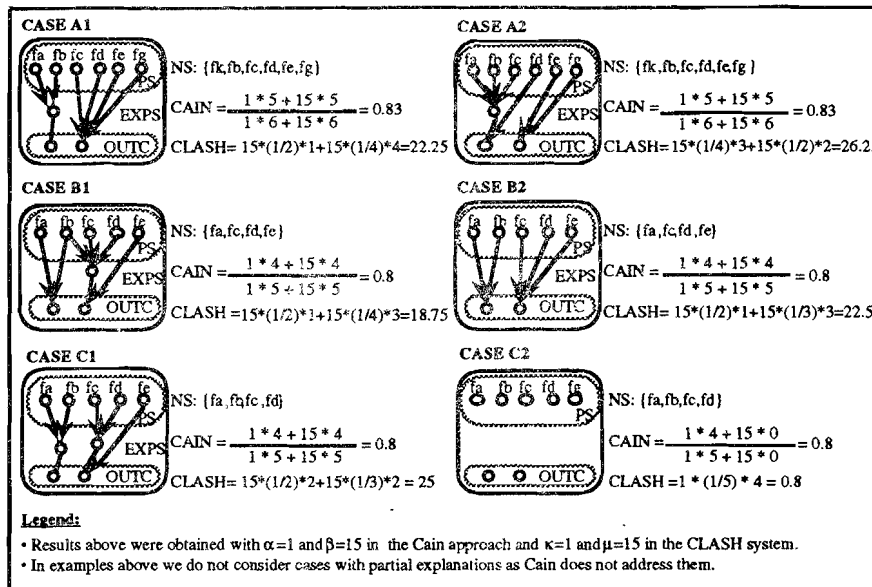 CASE A1
fa fb fc fd fe fg
PS
EXPS
OUTC
NS: {fk,fb,fc,fd,fe,fg}
CAIN = 1 * 5 + 15 * 5 / 1 * 6 + 15 * 6 = 0.83
CLASH= 15*(1/2)*1+15*(1/4)*4=22.25
CASE A2
fa fb fc fd fe fg
PS
EXPS
OUTC
NS: {fk,fb,fc,fd,fe,fg }
CAIN = 1 * 5 + 15 * 5 / 1 * 6 + 15 * 6 = 0.83
CLASH= 15*(1/4)*3+15*(1/2)*2=26.2
CASE B1
fa fb fc fd fe
PS
EXPS
OUTC
NS: {fa,fc,fd,fe}
CAIN = 1 * 4 + 15 * 4 / 1 * 5 + 15 * 5 = 0.8
CLASH =15*(1/2)*1+15*(1/4)*3=18.75
CASE B2
fa fb fc fd fe
PS
EXPS
OUTC
NS: {fa,fc,fd,fe}
CAIN = 1 * 4 + 15 * 4 / 1 * 5 + 15 * 5 = 0.8
CLASH= 15*(1/2)*1+15*(1/3)*3=22.5
CASE C1
fa fb fc fd fe
PS
EXPS
OUTC
NS: {fa,fb,fc,fd}
CAIN = 1 * 4 + 15 * 4 / 1 * 5 + 15 * 5 = 0.8
CLASH= 15*(1/2)*2+15*(1/3)*2 = 25
CASE C2
fa fb fc fd fg
PS
OUTC
NS: {fa,fb,fc,fd}
CAIN = 1 * 4 + 15 * 0 / 1 * 5 + 15 * 0 = 0.8
CLASH =1 * (1/5) * 4 = 0.8
Legend:
• Results above were obtained with α=1 and β=15 in the Cain approach and κ=1 and μ=15 in the CLASH system.
• In examples above we do not consider cases with partial explanations as Cain does not address them.